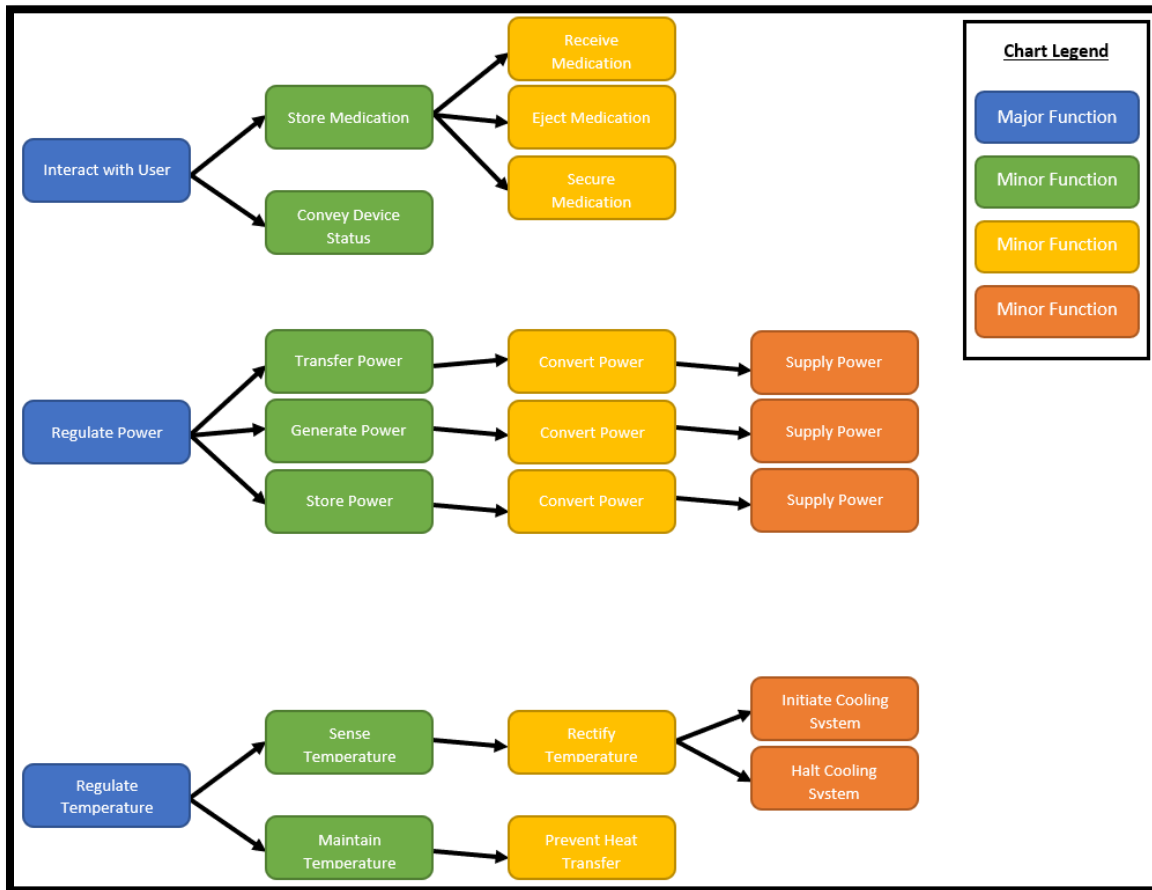 Interact with User
Store Medication
Convey Device
Status
Receive
Medication
Eject Medication
Secure
Medication
Chart Legend
Major Function
Minor Function
Minor Function
Minor Function
Regulate Power
Transfer Power
Convert Power
Supply Power
Generate Power
Convert Power
Supply Power
Store Power
Convert Power
Supply Power
Regulate
Temperature
Sense
Temperature
Rectify
Temperature
Initiate Cooling
System
Halt Cooling
System
Maintain
Temperature
Prevent Heat
Transfer